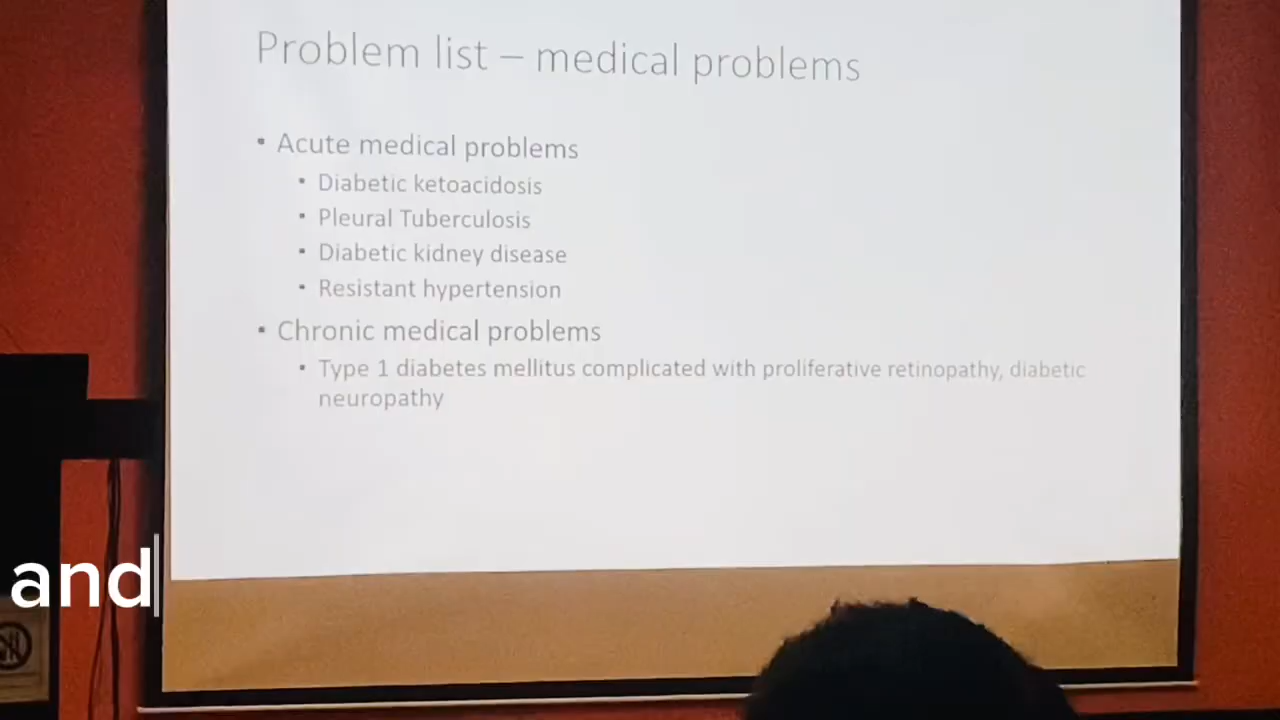 Problem list – medical problems
• Acute medical problems
• Diabetic ketoacidosis
• Pleural Tuberculosis
• Diabetic kidney disease
• Resistant hypertension
• Chronic medical problems
• Type 1 diabetes mellitus complicated with proliferative retinopathy, diabetic
neuropathy
and